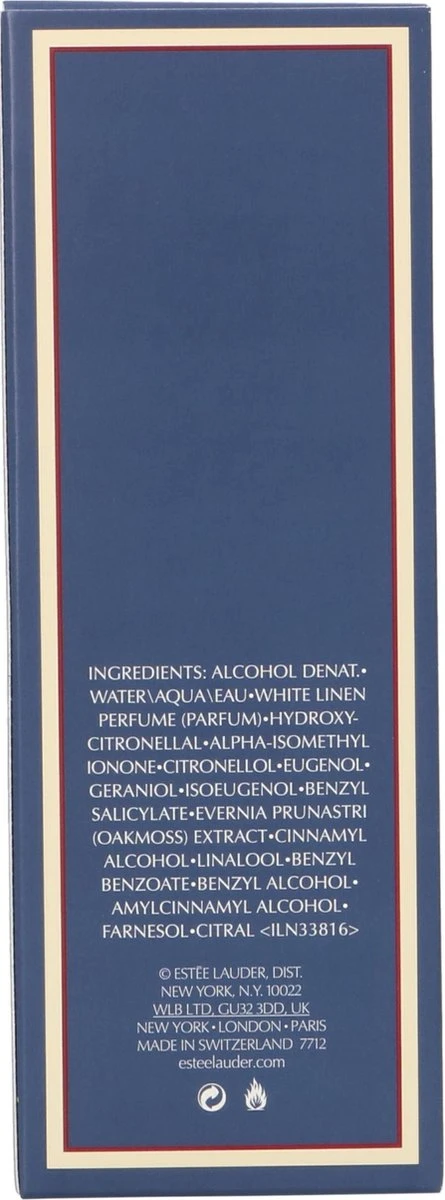 INGREDIENTS: ALCOHOL DENAT.•
WATER\AQUA\EAU•WHITE LINEN
PERFUME (PARFUM)•HYDROXY-
CITRONELLAL•ALPHA-ISOMETHYL
IONONE•CITRONELLOL•EUGENOL•
GERANIOL•ISOEUGENOL•BENZYL
SALICYLATE•EVERNIA PRUNASTRI
(OAKMOSS) EXTRACT•CINNAMYL
ALCOHOL•LINALOOL•BENZYL
BENZOATE•BENZYL ALCOHOL•
AMYLCINNAMYL ALCOHOL•
FARNESOL•CITRAL <ILN33816>
© ESTĒE LAUDER, DIST.
NEW YORK, N.Y. 10022
WLB LTD, GU32 3DD, UK
NEW YORK • LONDON • PARIS
MADE IN SWITZERLAND 7712
esteelauder.com